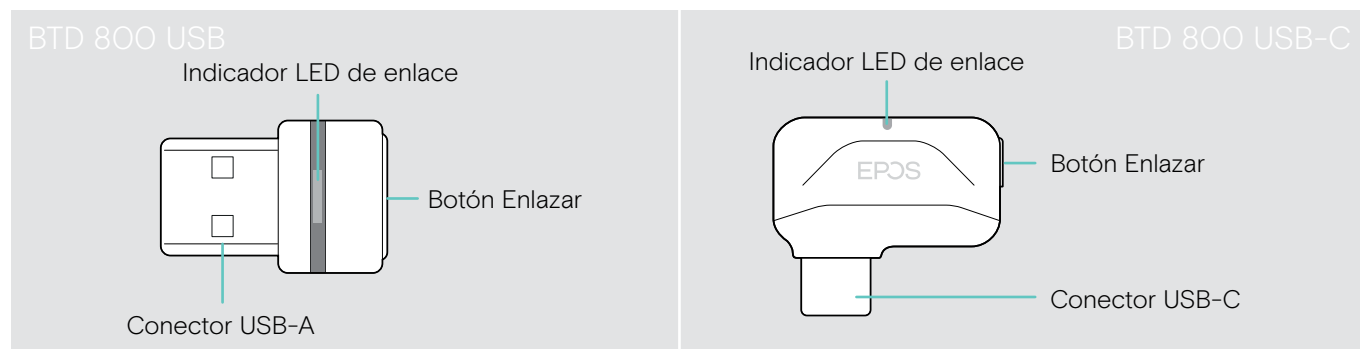 BTD 800 USB
Indicador LED de enlace
Botón Enlazar
Conector USB-A
BTD 800 USB-C
Indicador LED de enlace
EPOS
Botón Enlazar
Conector USB-C